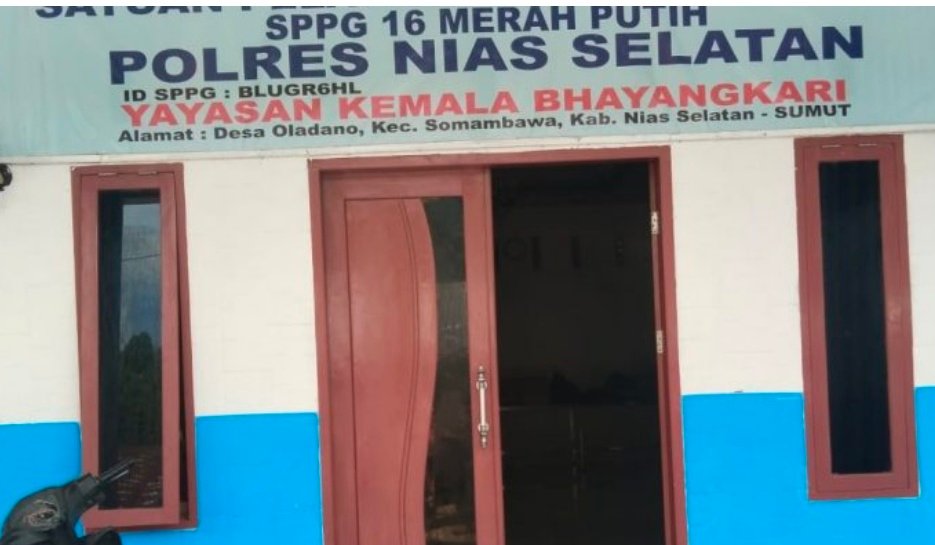 SATUAN
SPPG 16 MERAH PUTIH
POLRES NIAS SELATAN
ID SPPG : BLUGR6HL
YAYASAN KEMALA BHAYANGKARI
Alamat : Desa Oladano, Kec. Somambawa, Kab. Nias Selatan - SUMUT